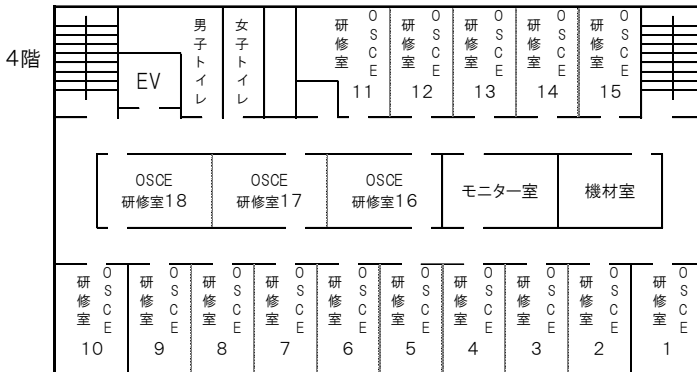 4階
EV
男子トイレ
女子トイレ
OSCE
研修室
11
OSCE
研修室
12
OSCE
研修室
13
OSCE
研修室
14
OSCE
研修室
15
OSCE
研修室18
OSCE
研修室17
OSCE
研修室16
モニター室
機材室
OSCE
研修室
10
OSCE
研修室
9
OSCE
研修室
8
OSCE
研修室
7
OSCE
研修室
6
OSCE
研修室
5
OSCE
研修室
4
OSCE
研修室
3
OSCE
研修室
2
OSCE
研修室
1